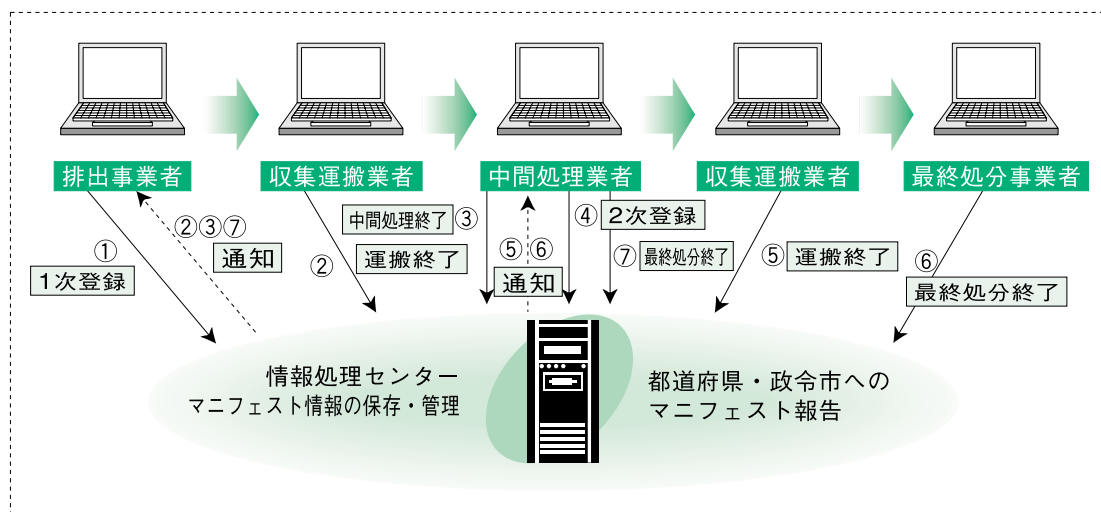 排出事業者
収集運搬業者
中間処理業者
収集運搬業者
最終処分事業者
①
1次登録
②③⑦
通知
②
運搬終了
中間処理終了
③
⑤⑥
通知
④
2次登録
⑦
最終処分終了
⑤
運搬終了
⑥
最終処分終了
情報処理センター
マニフェスト情報の保存・管理
都道府県・政令市への
マニフェスト報告